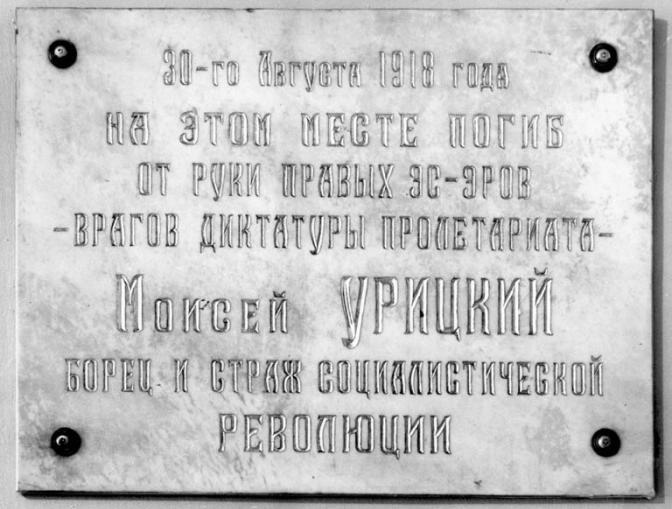 30-го Августа 1918 года
НА ЭТОМ МЕСТЕ ПОГИБ
ОТ РУКИ ПРАВЫХ ЭС-ЭРОВ
-ВРАГОВ ДИКТАТУРЫ ПРОЛЕТАРИАТА-
Моисей УРИЦКИЙ
БОРЕЦ И СТРАЖ СОЦИАЛИСТИЧЕСКОЙ
РЕВОЛЮЦИИ